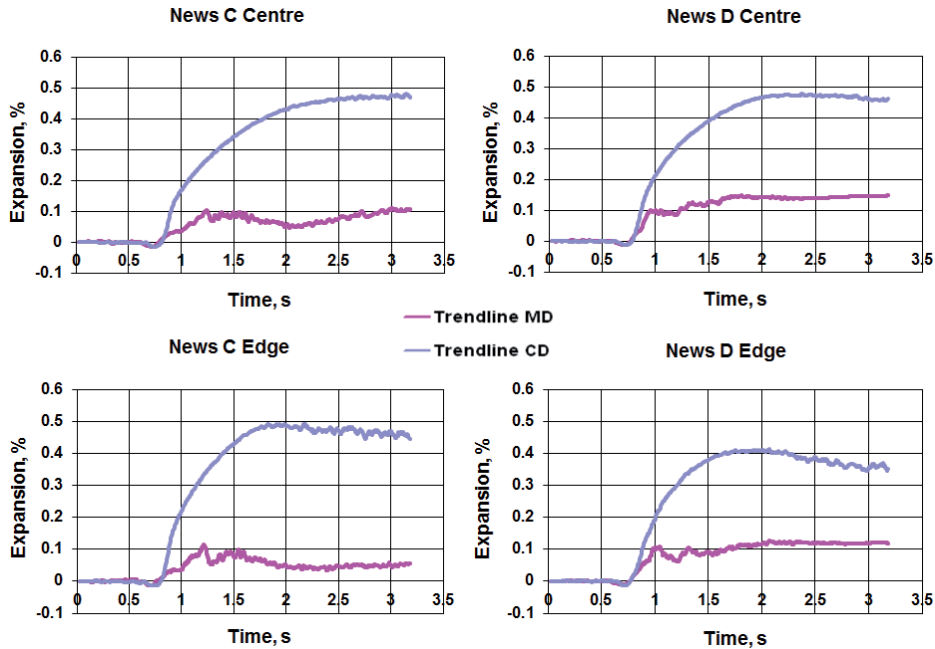 News C Centre
Expansion, %
0.6
0.5
0.4
0.3
0.2
0.1
0
-0.1
0 0.5 1 1.5 2 2.5 3 3.5
Time, s
News D Centre
Expansion, %
0.6
0.5
0.4
0.3
0.2
0.1
0
-0.1
0 0.5 1 1.5 2 2.5 3 3.5
Time, s
Trendline MD
Trendline CD
News C Edge
Expansion, %
0.6
0.5
0.4
0.3
0.2
0.1
0
-0.1
0 0.5 1 1.5 2 2.5 3 3.5
Time, s
News D Edge
Expansion, %
0.6
0.5
0.4
0.3
0.2
0.1
0
-0.1
0 0.5 1 1.5 2 2.5 3 3.5
Time, s